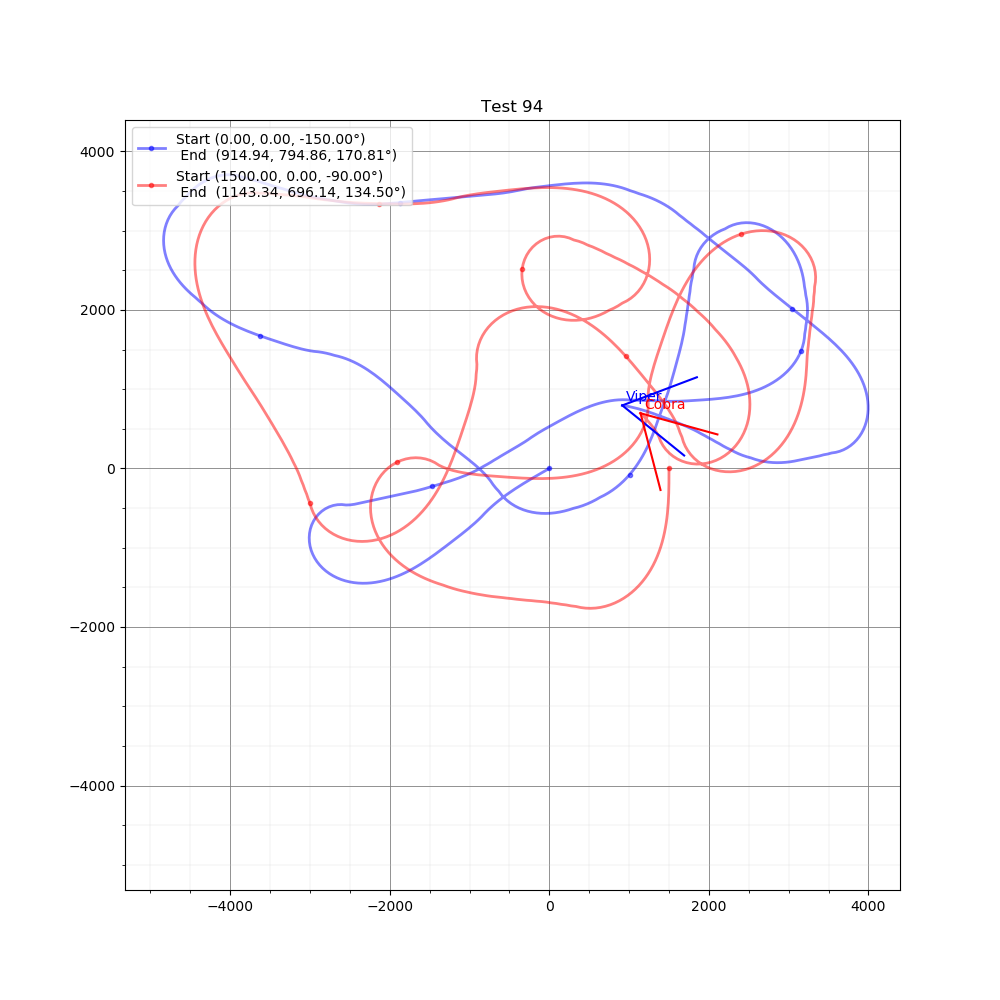 Test 94
Start (0.00, 0.00, -150.00°)
End (914.94, 794.86, 170.81°)
Start (1500.00, 0.00, -90.00°)
End (1143.34, 696.14, 134.50°)
Viper
Cobra
4000
2000
0
−2000
−4000
−4000
−2000
0
2000
4000